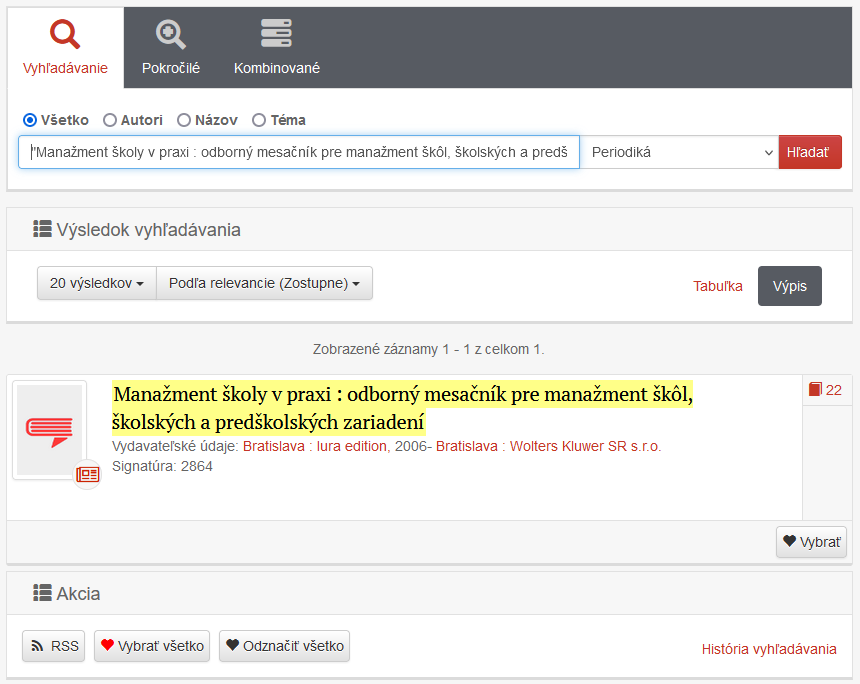 Vyhľadávanie
Pokročilé
Kombinované
Všetko Autori Názov Téma
"Manažment školy v praxi : odborný mesačník pre manažment škôl, školských a predš
Periodiká
Hľadať
Výsledok vyhľadávania
20 výsledkov
Podľa relevancie (Zostupne)
Tabuľka
Výpis
Zobrazené záznamy 1 - 1 z celkom 1.
Manažment školy v praxi : odborný mesačník pre manažment škôl,
školských a predškolských zariadení
22
Vydavateľské údaje: Bratislava : Iura edition, 2006- Bratislava : Wolters Kluwer SR s.r.o.
Signatúra: 2864
Vybrať
Akcia
RSS
Vybrať všetko
Odznačiť všetko
História vyhľadávania